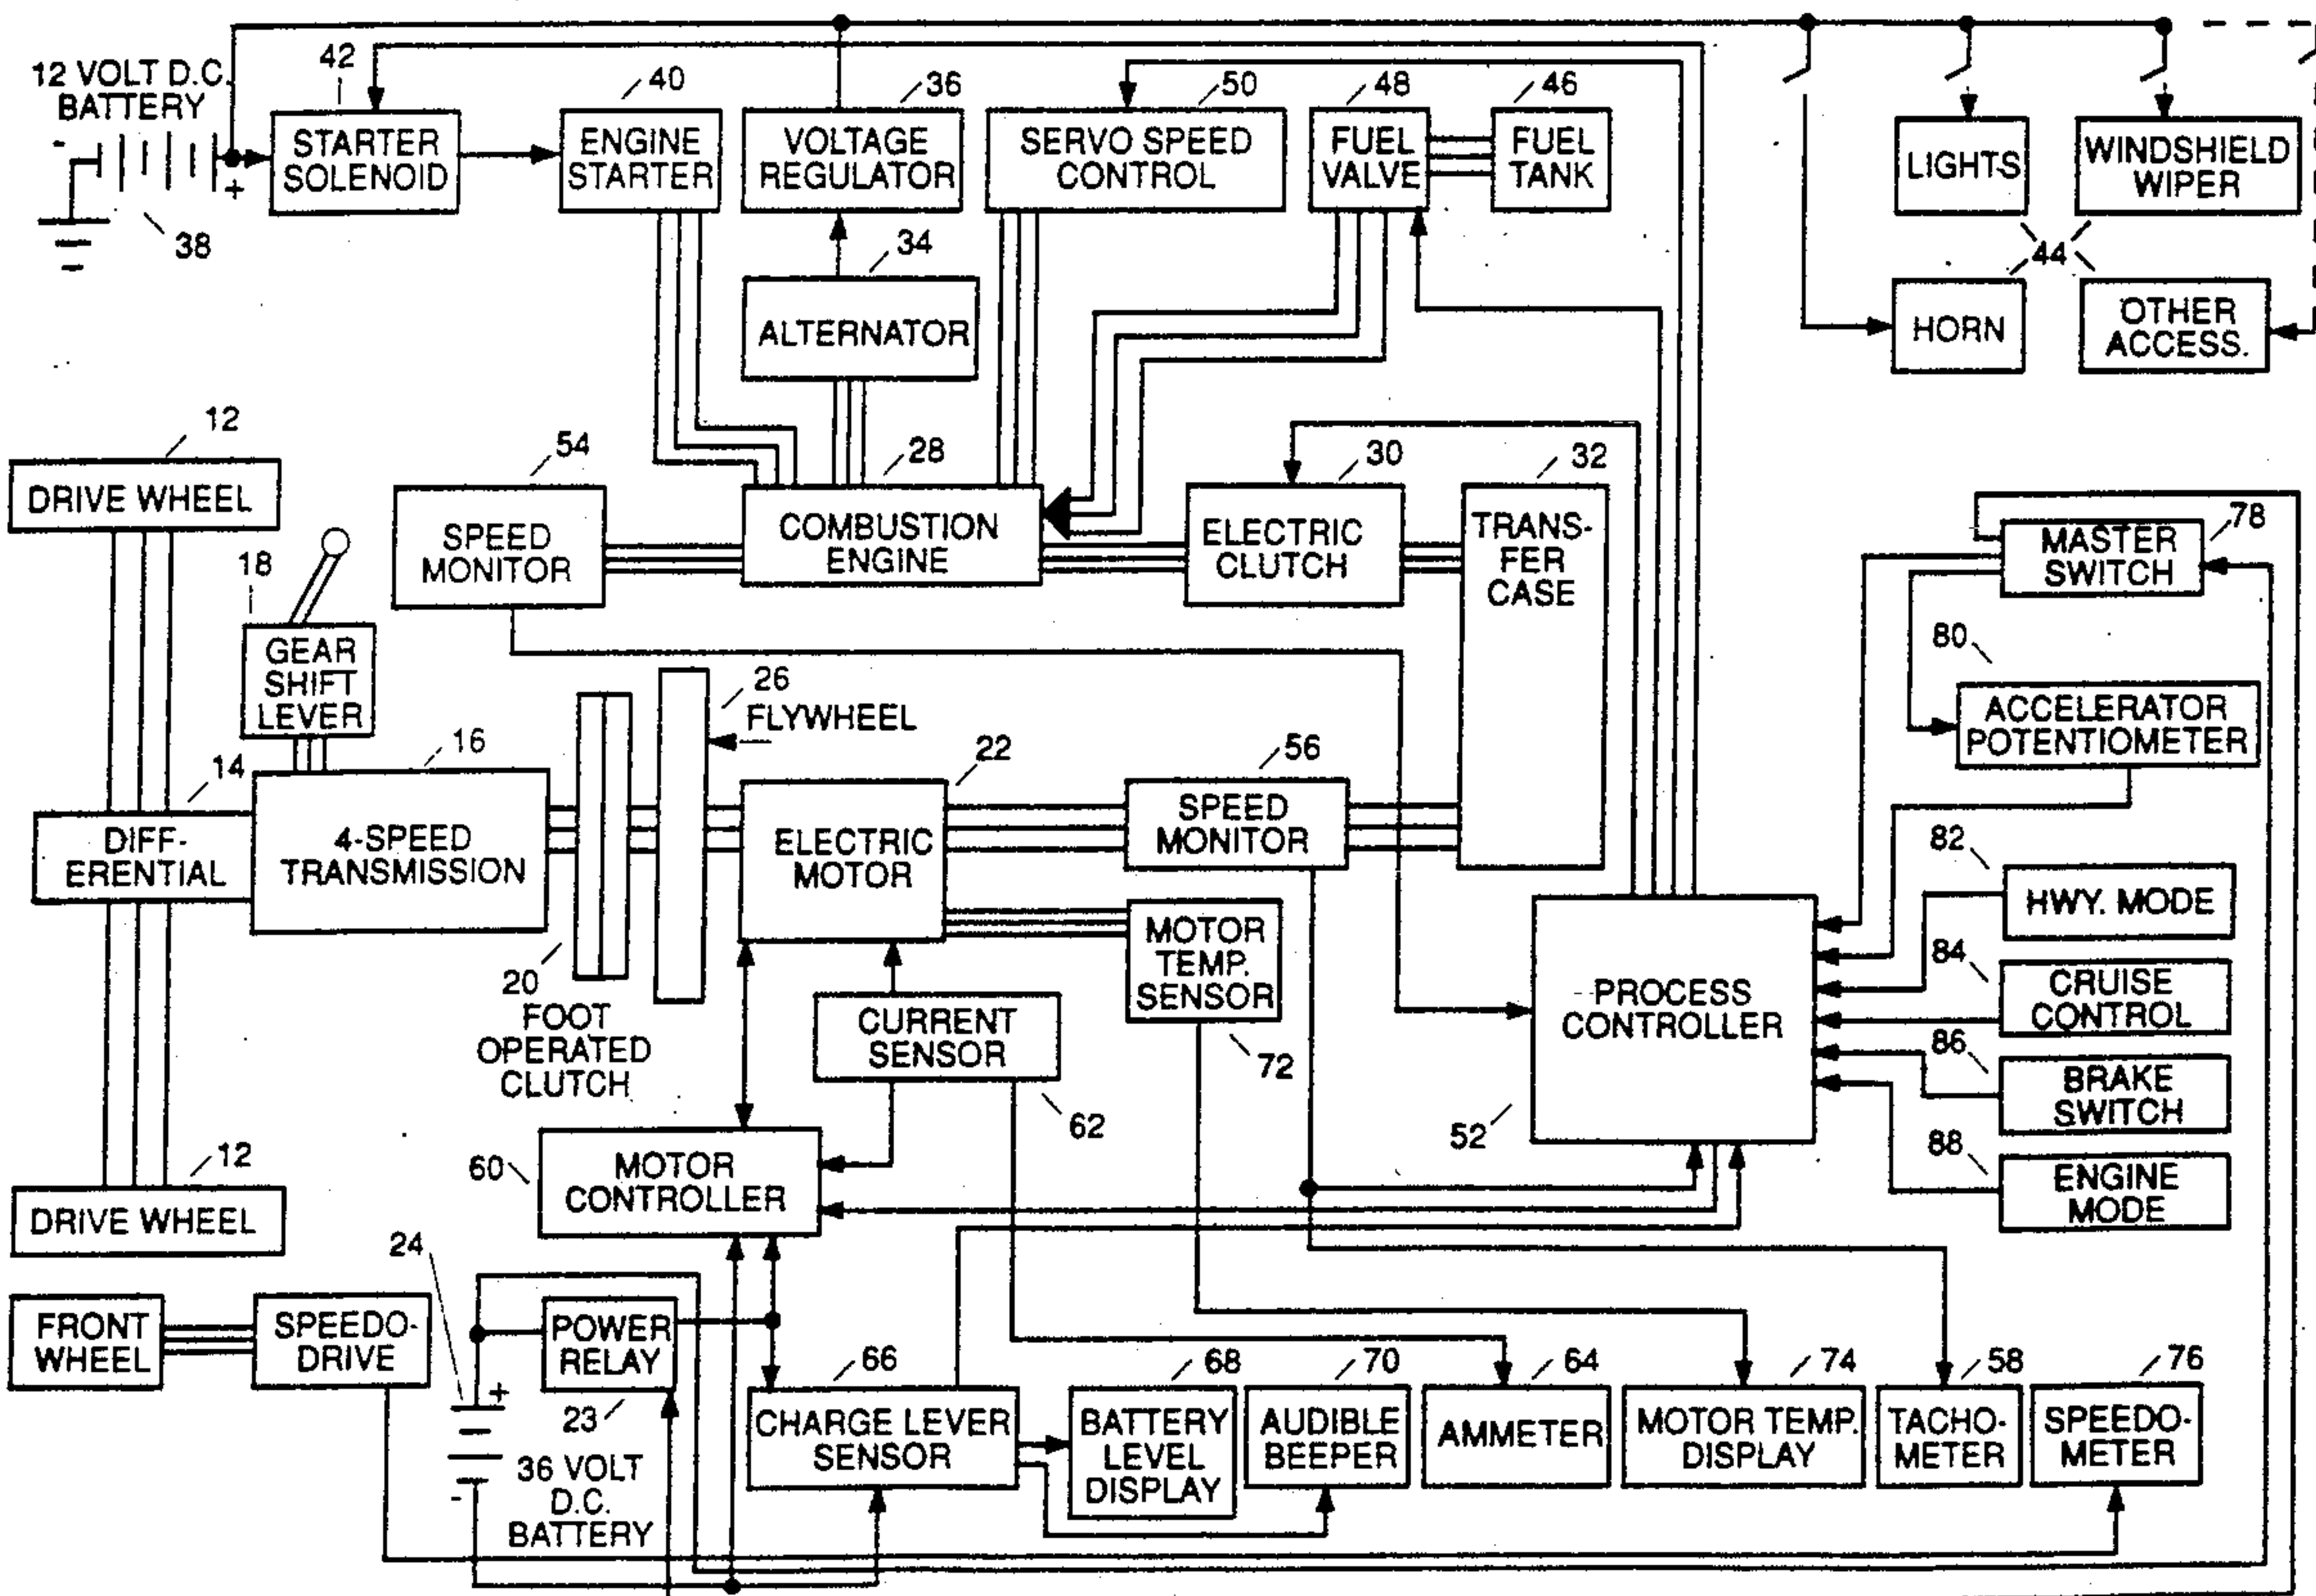 12 VOLT D.C.
BATTERY
-
+
38
42
STARTER
SOLENOID
40
ENGINE
STARTER
36
VOLTAGE
REGULATOR
50
SERVO SPEED
CONTROL
48
FUEL
VALVE
46
FUEL
TANK
LIGHTS
WINDSHIELD
WIPER
44
HORN
OTHER
ACCESS.
34
ALTERNATOR
12
DRIVE WHEEL
54
SPEED
MONITOR
28
COMBUSTION
ENGINE
30
ELECTRIC
CLUTCH
32
TRANS-
FER
CASE
78
MASTER
SWITCH
18
GEAR
SHIFT
LEVER
80
ACCELERATOR
POTENTIOMETER
26
FLYWHEEL
14
DIFF-
ERENTIAL
16
4-SPEED
TRANSMISSION
22
ELECTRIC
MOTOR
56
SPEED
MONITOR
82
HWY. MODE
20
FOOT
OPERATED
CLUTCH
CURRENT
SENSOR
62
MOTOR
TEMP.
SENSOR
72
PROCESS
CONTROLLER
52
84
CRUISE
CONTROL
86
BRAKE
SWITCH
88
ENGINE
MODE
12
DRIVE WHEEL
60
MOTOR
CONTROLLER
24
FRONT
WHEEL
SPEEDO-
DRIVE
+
-
36 VOLT
D.C.
BATTERY
POWER
RELAY
23
66
CHARGE LEVER
SENSOR
68
BATTERY
LEVEL
DISPLAY
70
AUDIBLE
BEEPER
64
AMMETER
74
MOTOR TEMP.
DISPLAY
58
TACHO-
METER
76
SPEEDO-
METER